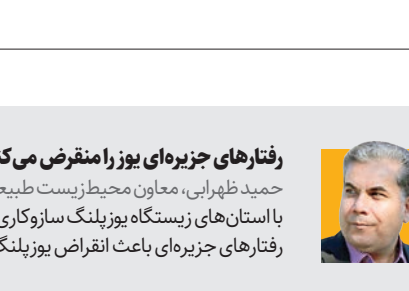 رفتارهای جزیره‌ای یوز را منقرض می
حمید ظهرابی، معاون محیط‌زیست طبیع
با استان‌های زیستگاه یوزپلنگ سازوکاری
رفتارهای جزیره‌ای باعث انقراض یوزپلنگ